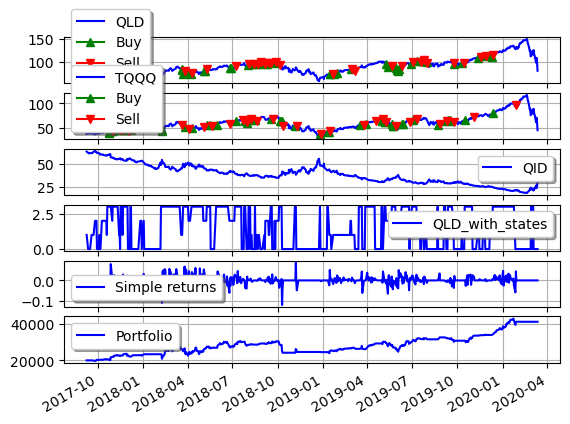 QLD
Buy
Sell
150
100
TQQQ
Buy
Sell
100
50
QID
50
25
QLD_with_states
2.5
0.0
Simple returns
0.0
−0.1
Portfolio
40000
20000
2017-10
2018-01
2018-04
2018-07
2018-10
2019-01
2019-04
2019-07
2019-10
2020-01
2020-04